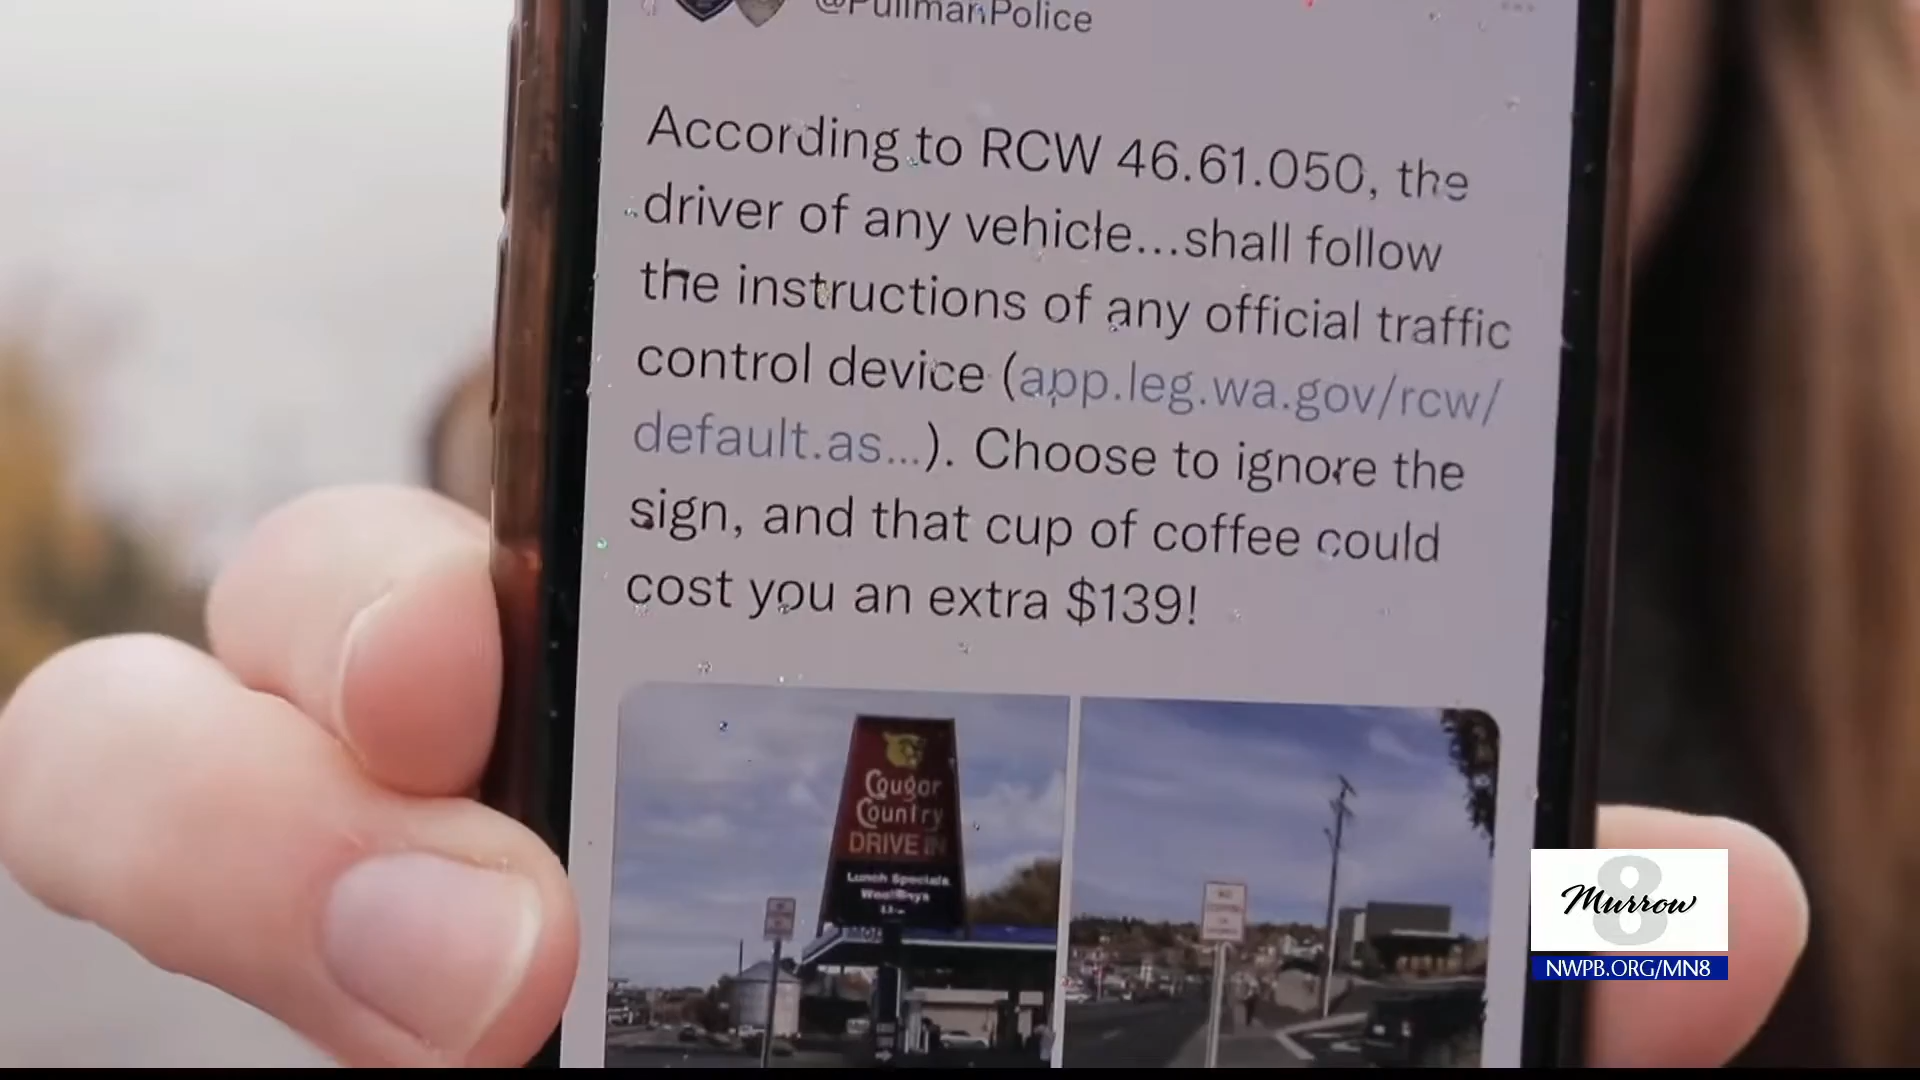 @PullmanPolice
According to RCW 46.61.050, the
driver of any vehicle...shall follow
the instructions of any official traffic
control device (app.leg.wa.gov/rcw/
default.as...). Choose to ignore the
sign, and that cup of coffee could
cost you an extra $139!
Cougar
Country
DRIVE IN
Lunch Specials
8
Murrow
NWPB.ORG/MN8